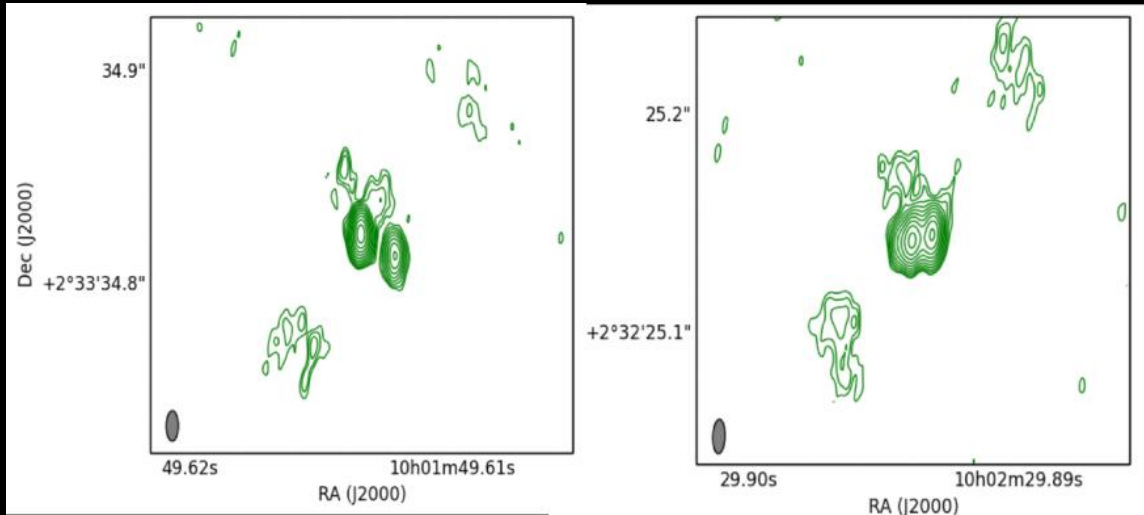 34.9"
Dec (J2000)
+2°33'34.8"
49.62s
10h01m49.61s
RA (J2000)
25.2"
+2°32'25.1"
29.90s
10h02m29.89s
RA (J2000)